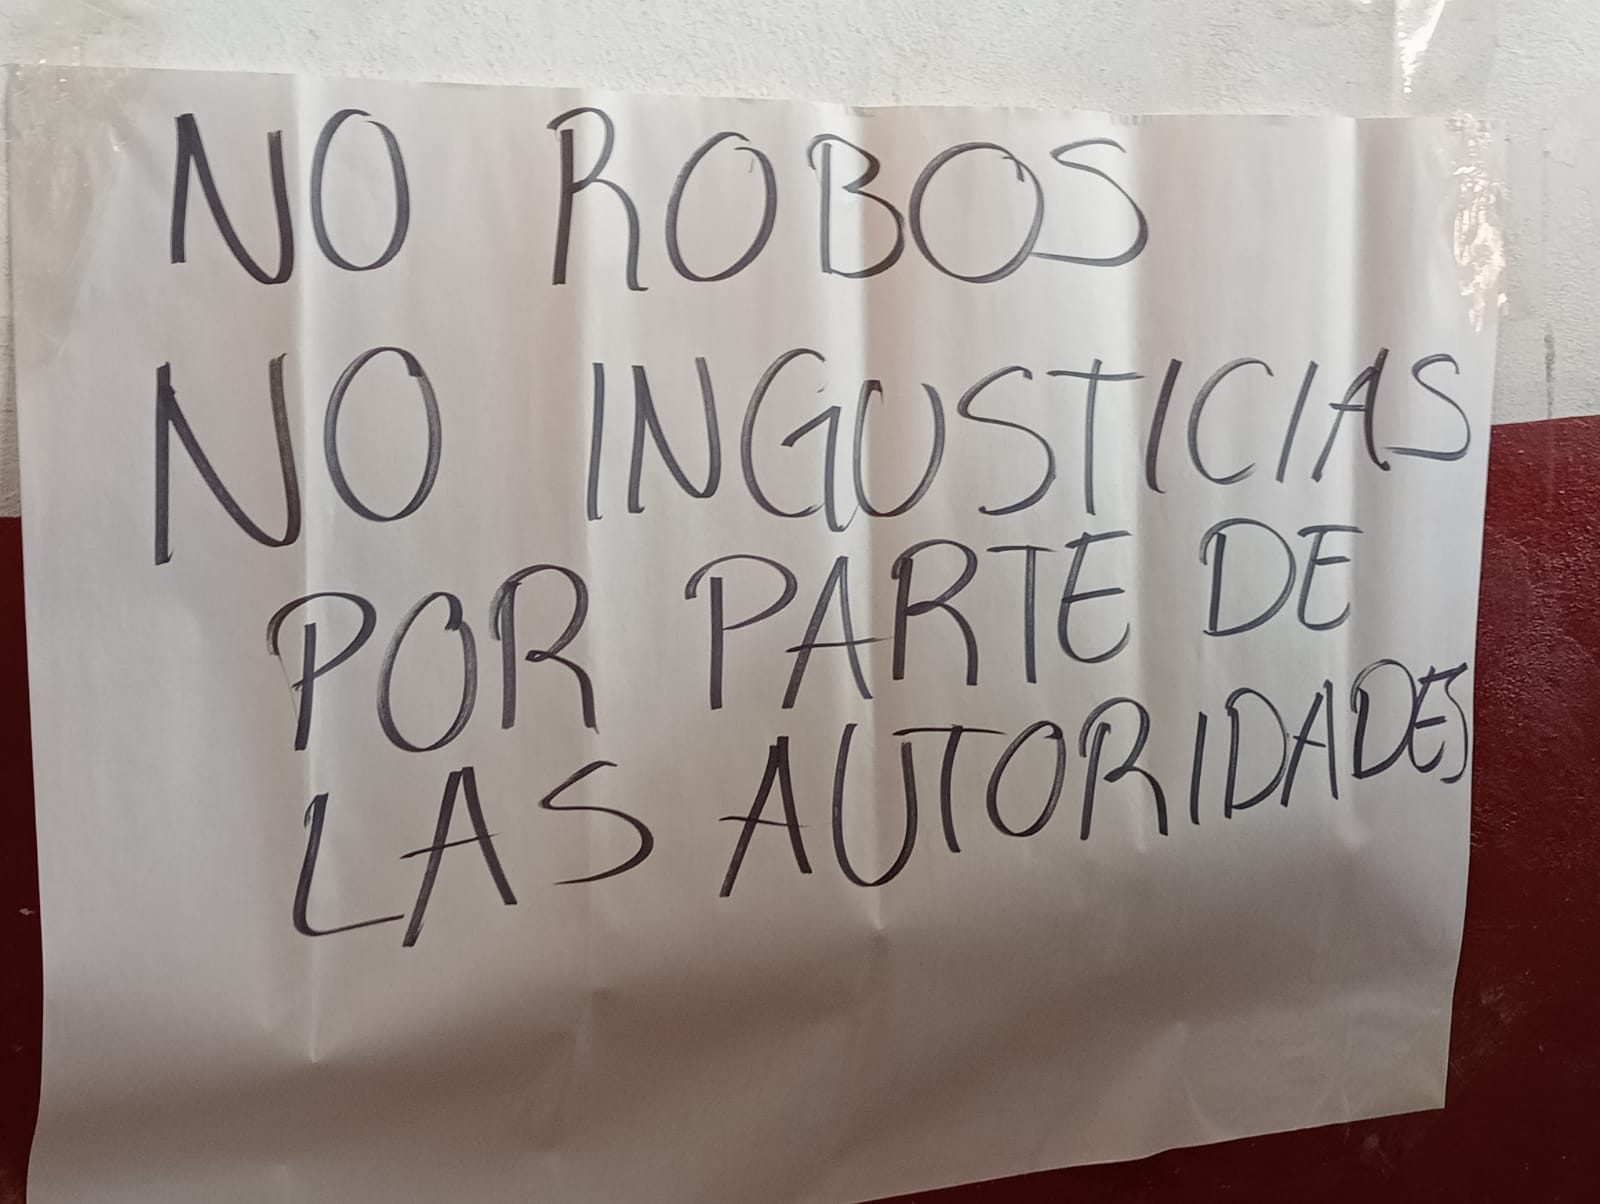 NO ROBOS
NO INGUSTICIAS
POR PARTE DE
LAS AUTORIDADES